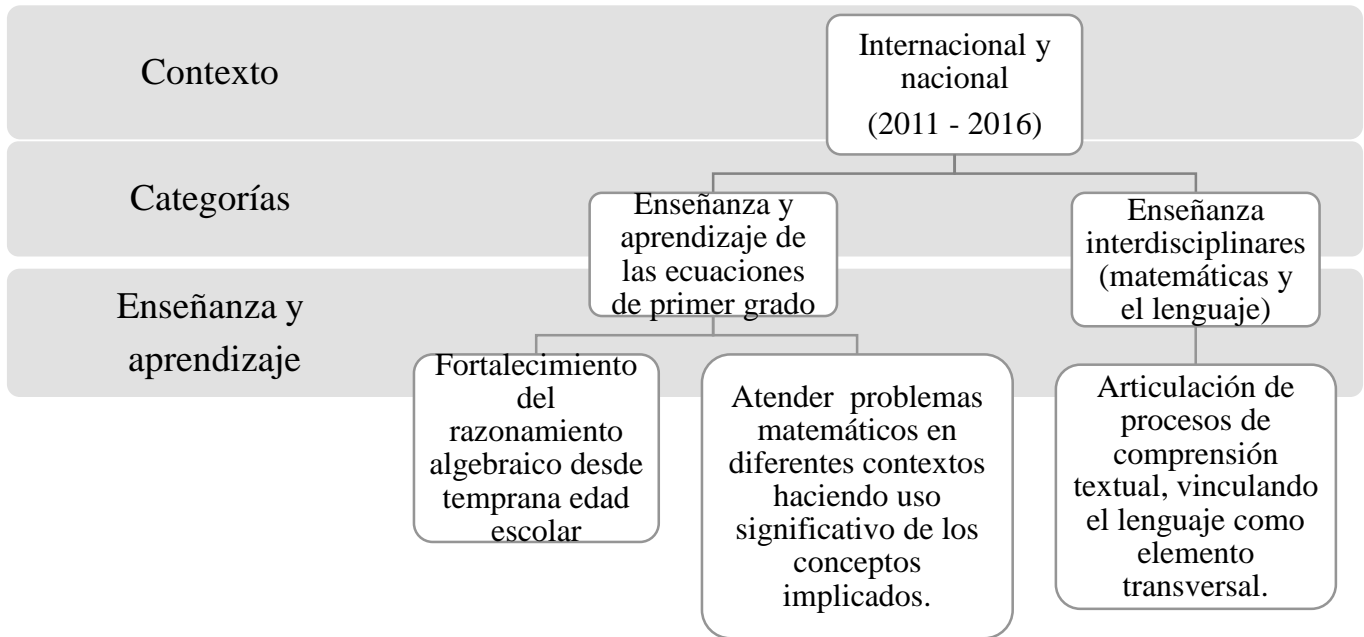 Contexto
Internacional y
nacional
(2011 - 2016)
Categorías
Enseñanza y
aprendizaje de
las ecuaciones
de primer grado
Enseñanza
interdisciplinares
(matemáticas y
el lenguaje)
Enseñanza y
aprendizaje
Fortalecimiento
del
razonamiento
algebraico desde
temprana edad
escolar
Atender problemas
matemáticos en
diferentes contextos
haciendo uso
significativo de los
conceptos
implicados.
Articulación de
procesos de
comprensión
textual, vinculando
el lenguaje como
elemento
transversal.